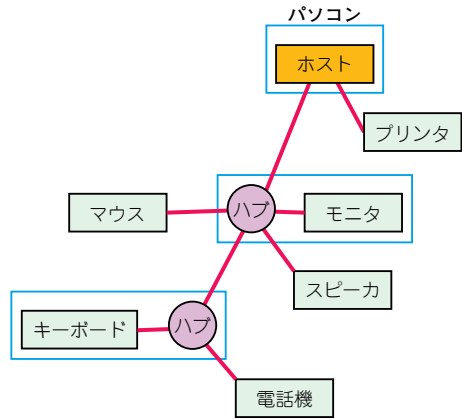 パソコン
ホスト
プリンタ
マウス
ハブ
モニタ
スピーカ
キーボード
ハブ
電話機